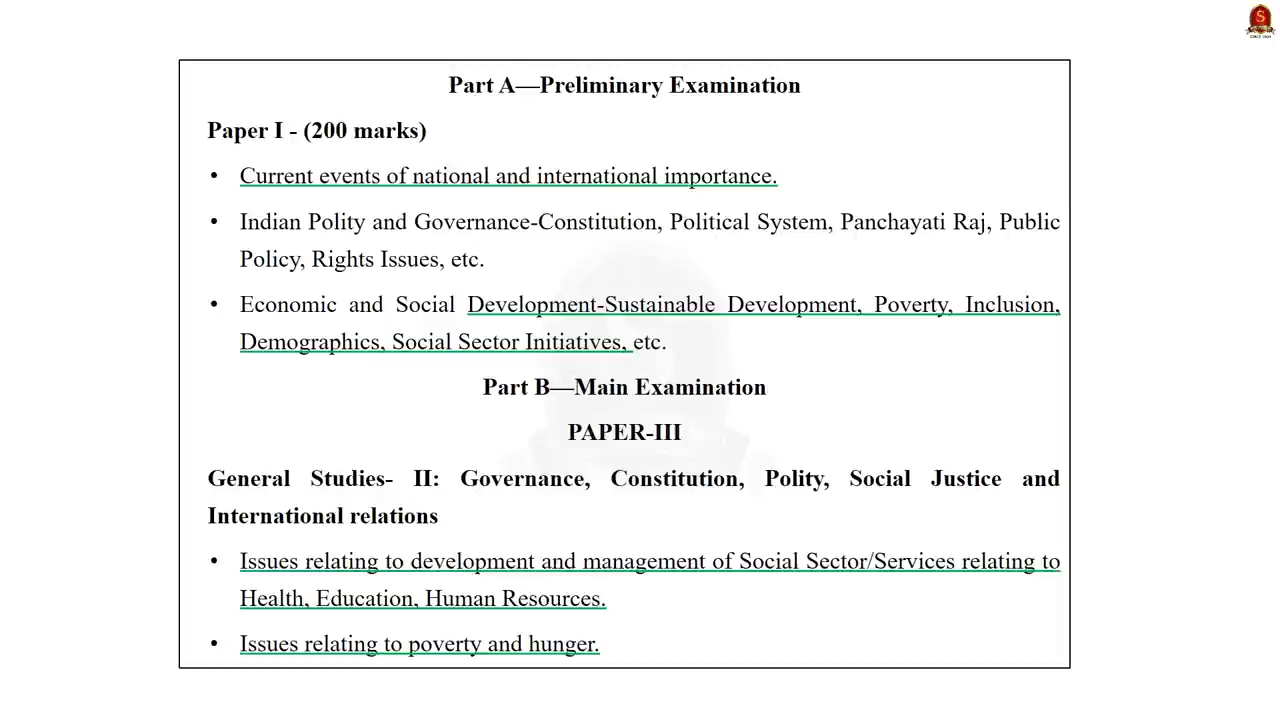 S
Part A—Preliminary Examination
Paper I - (200 marks)
• Current events of national and international importance.
• Indian Polity and Governance-Constitution, Political System, Panchayati Raj, Public
Policy, Rights Issues, etc.
• Economic and Social Development-Sustainable Development, Poverty, Inclusion,
Demographics, Social Sector Initiatives, etc.
Part B—Main Examination
PAPER-III
General Studies- II: Governance, Constitution, Polity, Social Justice and
International relations
• Issues relating to development and management of Social Sector/Services relating to
Health, Education, Human Resources.
• Issues relating to poverty and hunger.